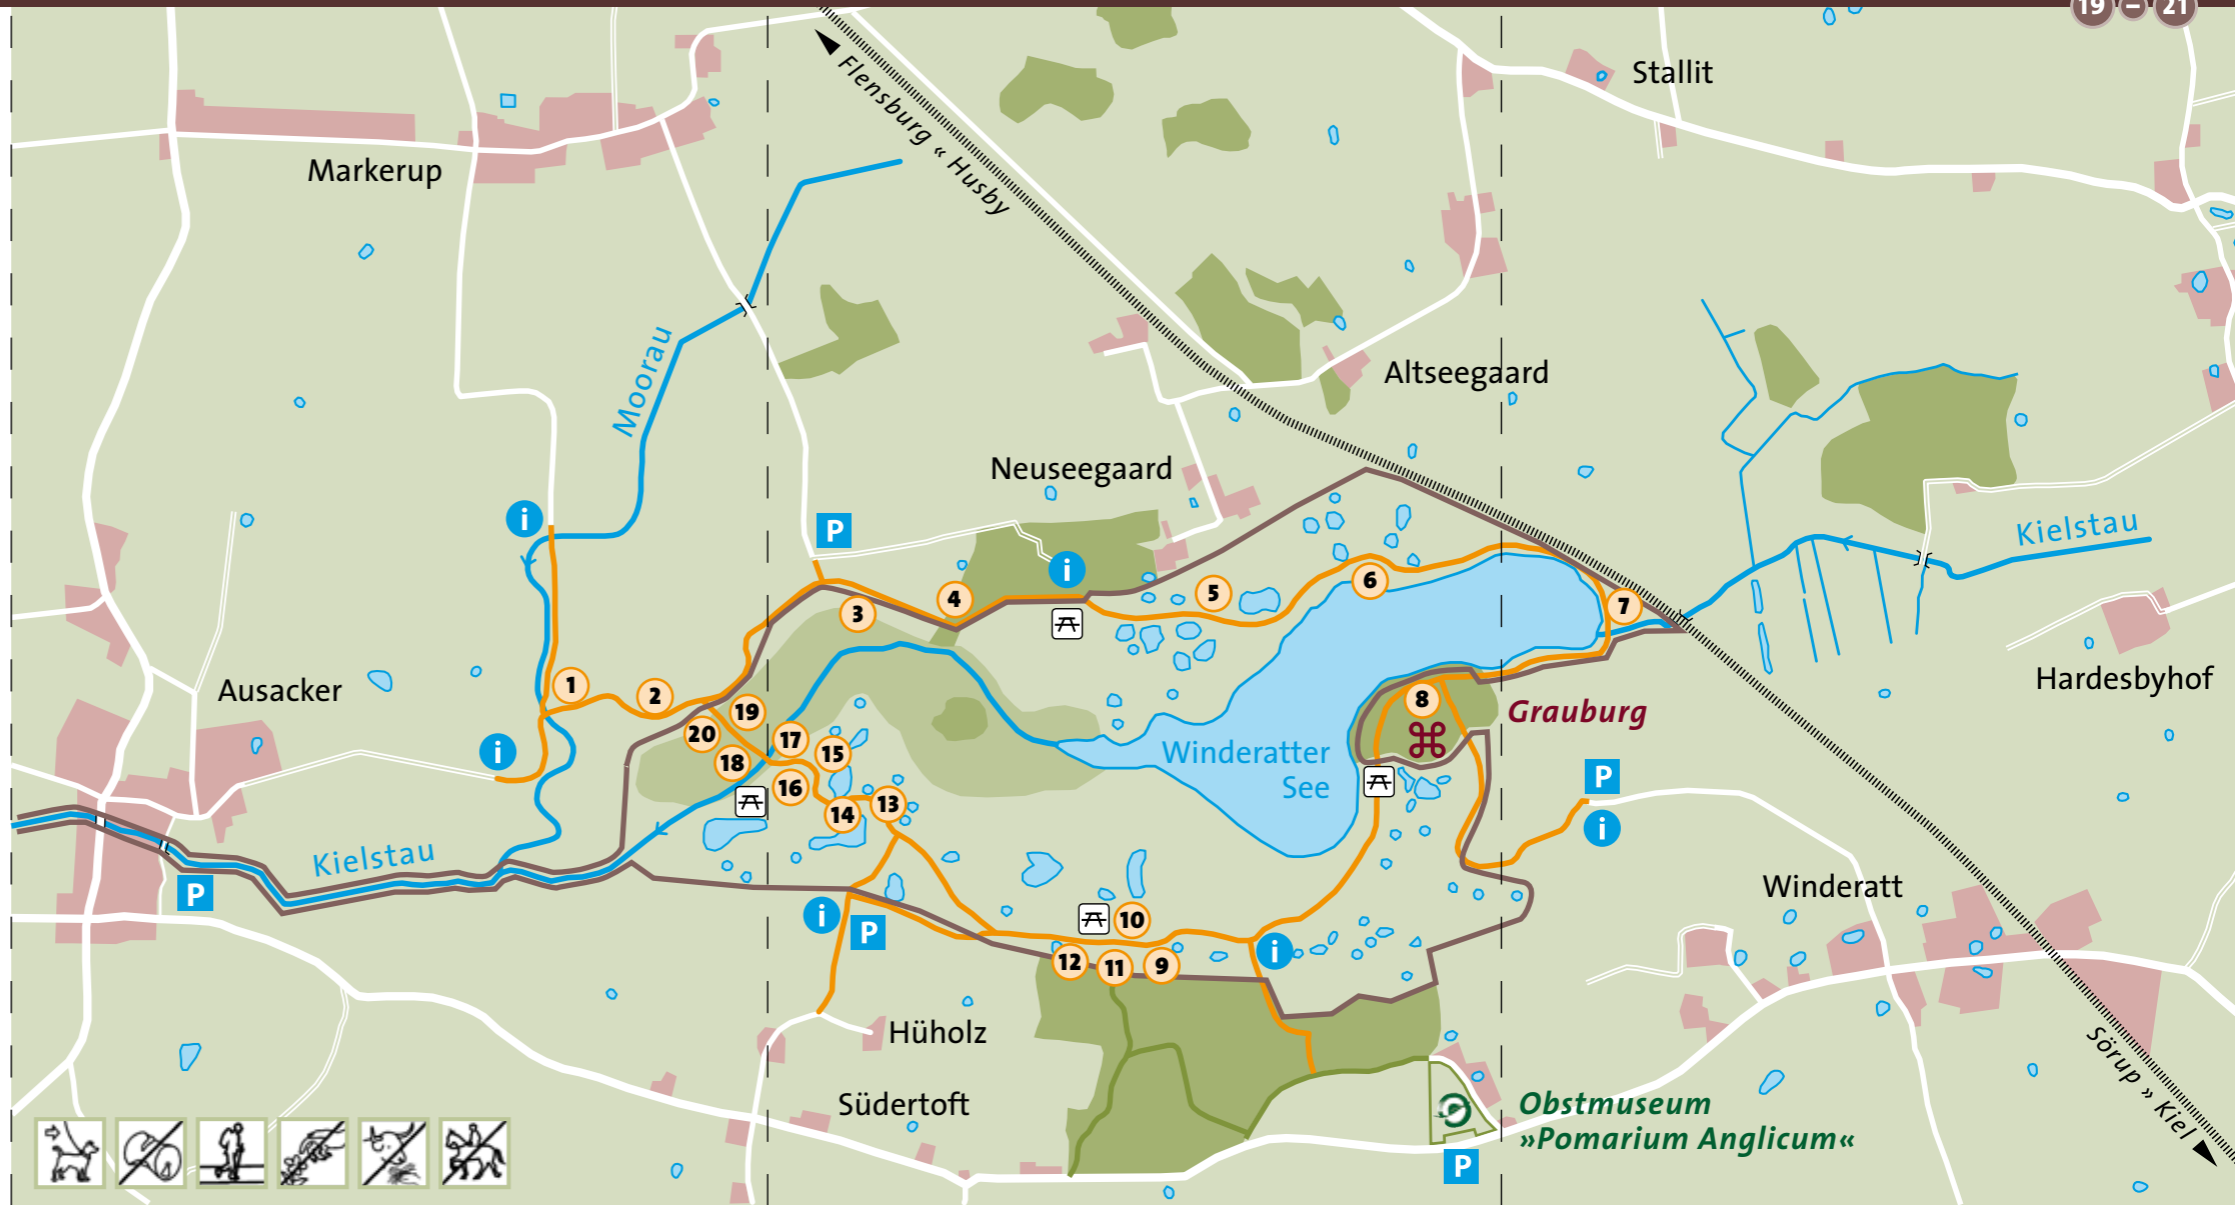 19 – 21
Stallit
Flensburg « Husby
Markerup
Moorau
Altseegaard
Neuseegaard
i
P
Kielstau
i
5
6
4
7
3
Hardesbyhof
1
Ausacker
2
8
19
Grauburg
20
17
15
i
18
Winderatter
See
P
16
13
14
i
Kielstau
P
Winderatt
i
P
10
i
12
11
9
Hüholz
Sörup » Kiel
Südertoft
Obstmuseum
»Pomarium Anglicum«
P